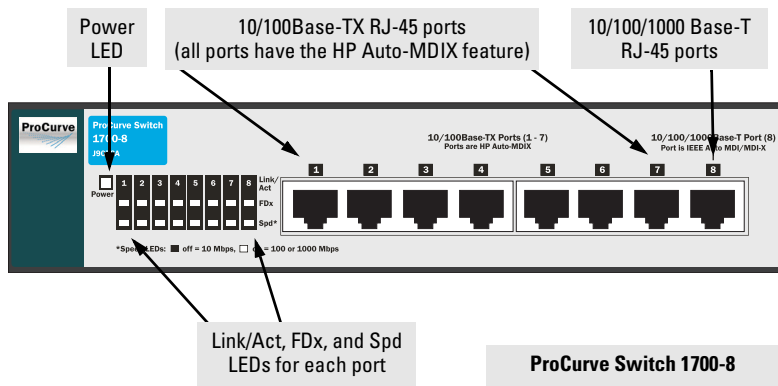 Power
LED
10/100Base-TX RJ-45 ports
(all ports have the HP Auto-MDIX feature)
10/100/1000 Base-T
RJ-45 ports
ProCurve
ProCurve Switch
1700-8
10/100Base-TX Ports (1 - 7)
Ports are HP Auto-MDIX
10/100/1000Base-T Port (8)
Port is IEEE Auto MDI/MDI-X
1 2 3 4 5 6 7 8
Power
1 2 3 4 5 6 7 8
Link/
Act
FDx
Spd*
*Speed LEDs: off = 10 Mbps, = 100 or 1000 Mbps
Link/Act, FDx, and Spd
LEDs for each port
ProCurve Switch 1700-8